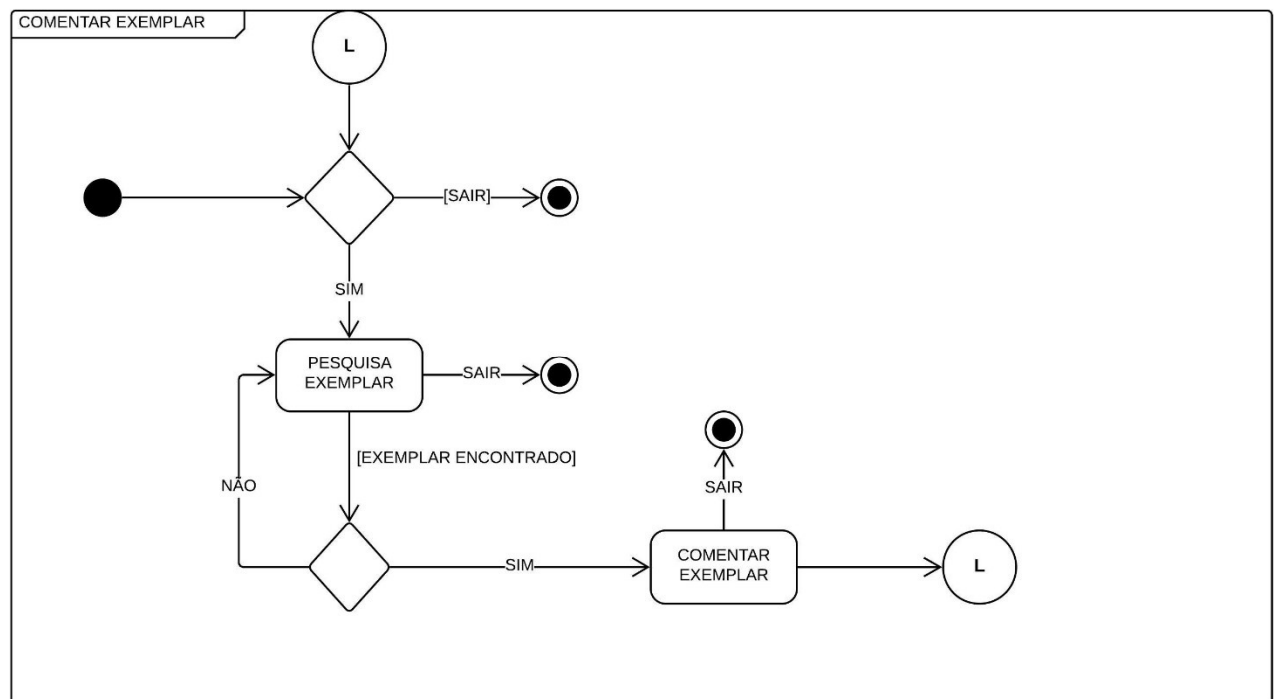 COMENTAR EXEMPLAR
L
[SAIR]
SIM
PESQUISA
EXEMPLAR
SAIR
[EXEMPLAR ENCONTRADO]
NÃO
SAIR
SIM
COMENTAR
EXEMPLAR
L